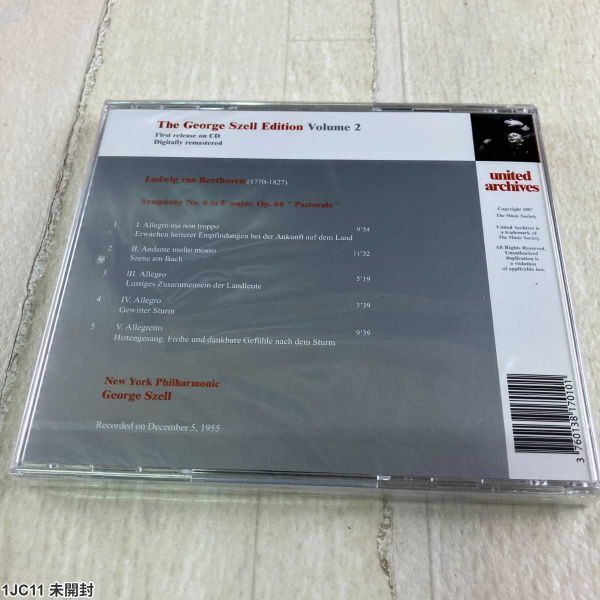 The George Szell Edition Volume 2
First release on CD
Digitally remastered
united
archives
Copyright 2007
The Music Society
United Archives is
a trademark of
The Music Society
All Rights Reserved.
Unauthorized
duplication is
a violation
of applicable law.
Ludwig van Beethoven (1770-1827)
Symphony No. 6 in F major, Op. 68 " Pastorale "
1 I. Allegro ma non troppo 9'54
Erwachen heiterer Empfindungen bei der Ankunft auf dem Land
2 II. Andante molto mosso 11'32
Szene am Bach
3 III. Allegro 5'19
Lustiges Zusammensein der Landleute
4 IV. Allegro 3'39
Gewitter Sturm
5 V. Allegretto 9'39
Hirtengesang. Frohe und dankbare Gefühle nach dem Sturm
New York Philharmonic
George Szell
Recorded on December 5, 1955
3 760138 170101
1JC11 未開封